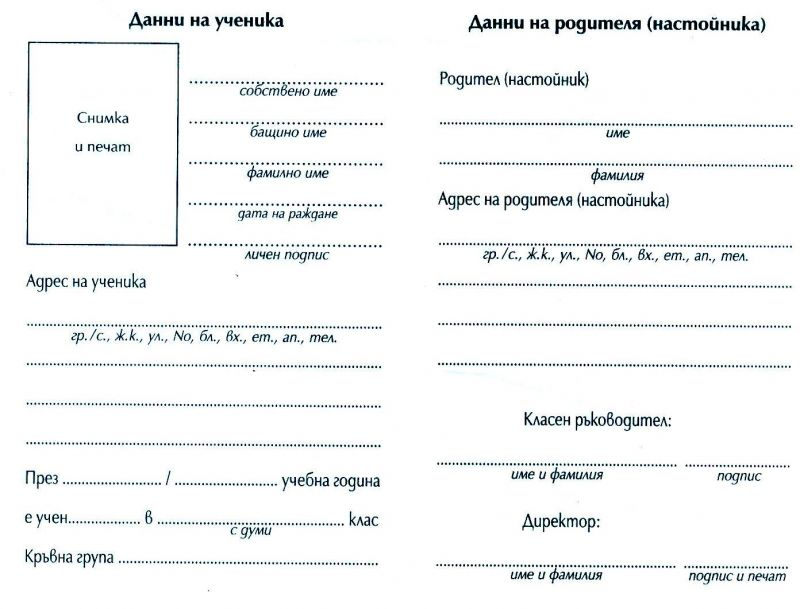 Данни на ученика
Снимка
и печат
собствено име
бащино име
фамилно име
дата на раждане
личен подпис
Адрес на ученика
гр./с., ж.к., ул., No, бл., вх., ет., ап., тел.
През ........................ / ........................ учебна година
е учен.................. в .............................................. клас
с думи
Кръвна група ................................................................
Данни на родителя (настойника)
Родител (настойник)
име
фамилия
Адрес на родителя (настойника)
гр./с., ж.к., ул., No, бл., вх., ет., ап., тел.
Класен ръководител:
име и фамилия подпис
Директор:
име и фамилия подпис и печат